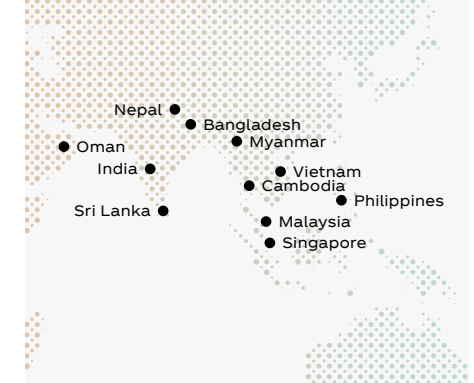 Nepal
Bangladesh
Myanmar
Oman
India
Vietnam
Cambodia
Philippines
Sri Lanka
Malaysia
Singapore